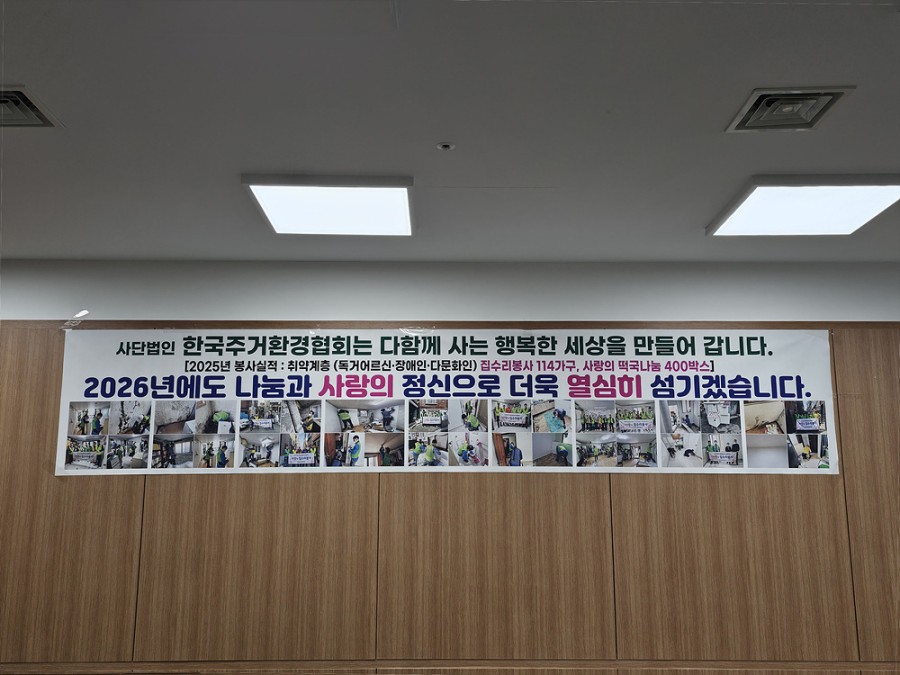 사단법인 한국주거환경협회는 다함께 사는 행복한 세상을 만들어 갑니다.
[2025년 봉사실적 : 취약계층 (독거어르신·장애인·다문화인) 집수리봉사 114가구, 사랑의 떡국나눔 400박스]
2026년에도 나눔과 사랑의 정신으로 더욱 열심히 섬기겠습니다.